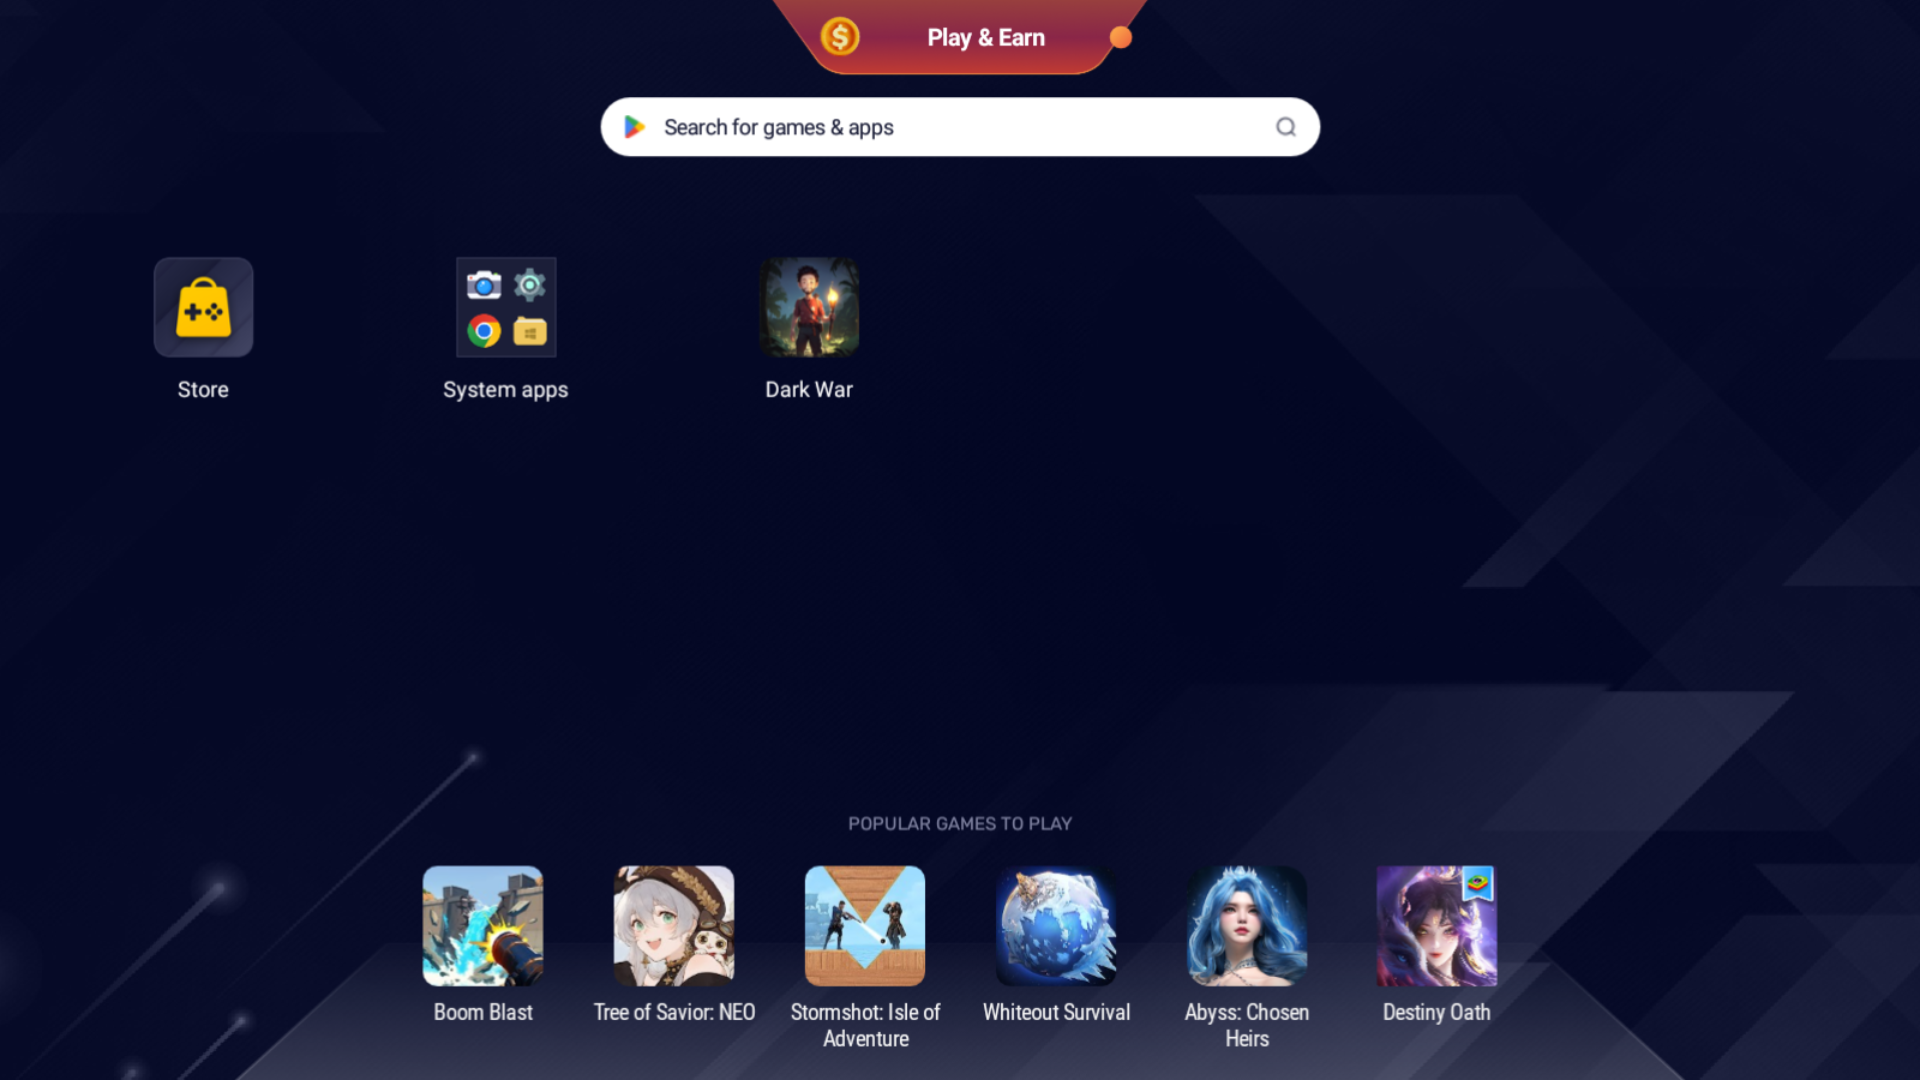 Play & Earn
Search for games & apps
Store
System apps
Dark War
POPULAR GAMES TO PLAY
Boom Blast
Tree of Savior: NEO
Stormshot: Isle of
Adventure
Whiteout Survival
Abyss: Chosen
Heirs
Destiny Oath